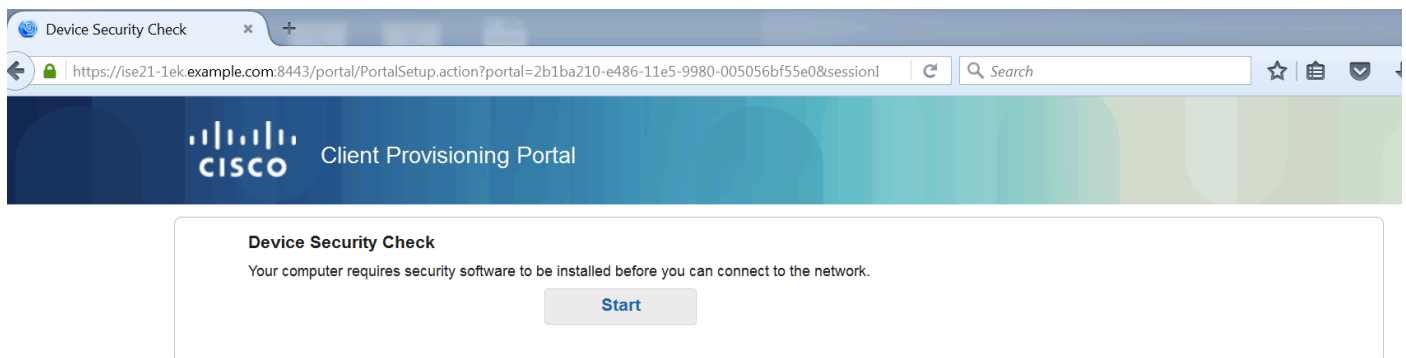 Device Security Check
https://ise21-1ek.example.com:8443/portal/PortalSetup.action?portal=2b1ba210-e486-11e5-9980-005056bf55e0&sessionI
Search
CISCO
Client Provisioning Portal
Device Security Check
Your computer requires security software to be installed before you can connect to the network.
Start